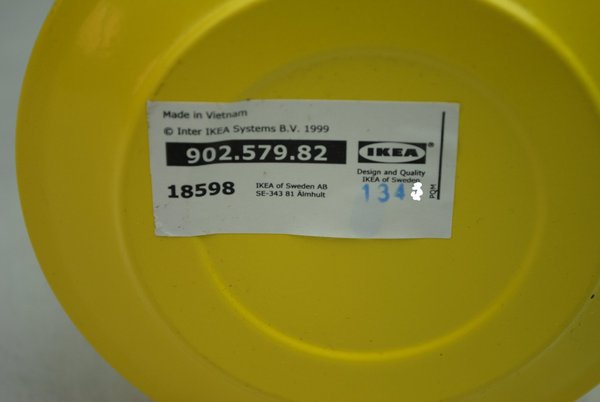 Made in Vietnam
© Inter IKEA Systems B.V. 1999
902.579.82
IKEA®
Design and Quality
IKEA of Sweden
18598
IKEA of Sweden AB
SE-343 81 Älmhult
134
PQM